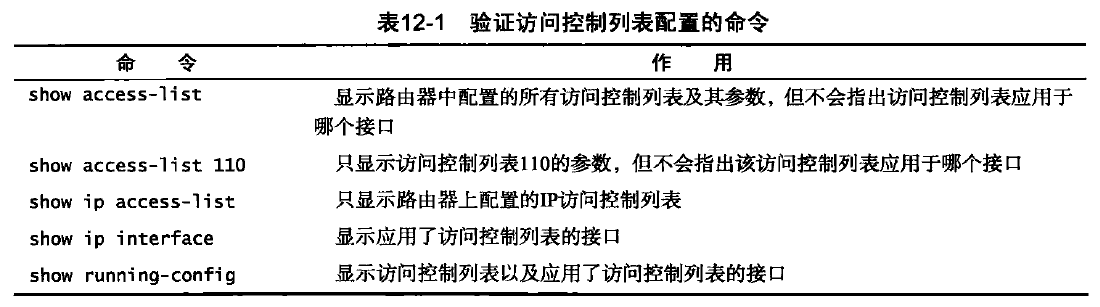 表12-1 验证访问控制列表配置的命令
命 令 作 用
show access-list 显示路由器中配置的所有访问控制列表及其参数，但不会指出访问控制列表应用于
哪个接口
show access-list 110 只显示访问控制列表110的参数，但不会指出该访问控制列表应用于哪个接口
show ip access-list 只显示路由器上配置的IP访问控制列表
show ip interface 显示应用了访问控制列表的接口
show running-config 显示访问控制列表以及应用了访问控制列表的接口